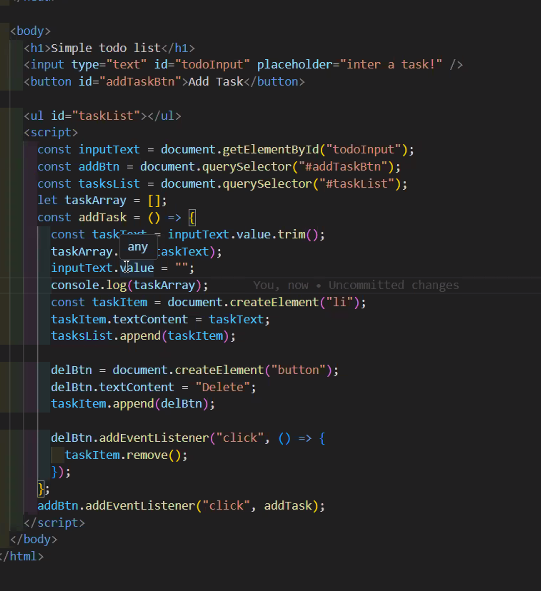 <body>
<h1>Simple todo list</h1>
<input type="text" id="todoInput" placeholder="inter a task!" />
<button id="addTaskBtn">Add Task</button>
<ul id="taskList"></ul>
<script>
const inputText = document.getElementById("todoInput");
const addBtn = document.querySelector("#addTaskBtn");
const tasksList = document.querySelector("#taskList");
let taskArray = [];
const addTask = () => {
const taskText = inputText.value.trim();
any
taskArray. taskText);
inputText.value = "";
console.log(taskArray); You, now • Uncommitted changes
const taskItem = document.createElement("li");
taskItem.textContent = taskText;
tasksList.append(taskItem);
delBtn = document.createElement("button");
delBtn.textContent = "Delete";
taskItem.append(delBtn);
delBtn.addEventListener("click", () => {
taskItem.remove();
});
};
addBtn.addEventListener("click", addTask);
</script>
</body>
</html>